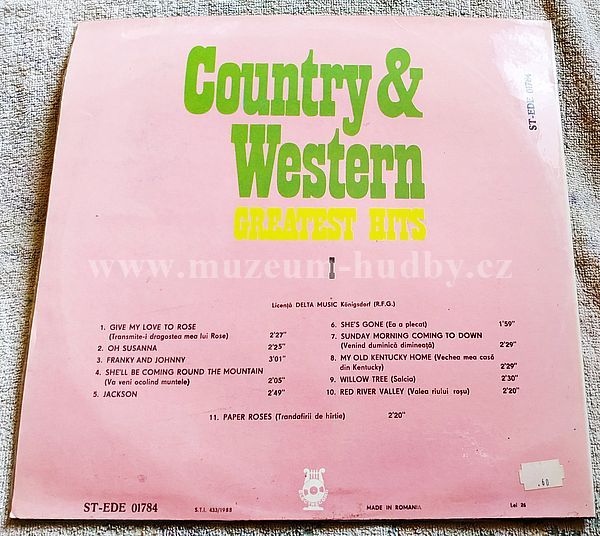 Country &
Western
GREATEST HITS
I
ST-EDE 01784
www.muzeum-hudby.cz
Licență DELTA MUSIC Königsdorf (R.F.G.)
1. GIVE MY LOVE TO ROSE
(Transmite-i dragostea mea lui Rose) 2'27"
2. OH SUSANNA 2'25"
3. FRANKY AND JOHNNY 3'01"
4. SHE'LL BE COMING ROUND THE MOUNTAIN
(Va veni ocolind muntele) 2'05"
5. JACKSON 2'49"
6. SHE'S GONE (Ea a plecat) 1'59"
7. SUNDAY MORNING COMING TO DOWN
(Venind duminică dimineață) 2'29"
8. MY OLD KENTUCKY HOME (Vechea mea casă
din Kentucky) 2'29"
9. WILLOW TREE (Salcia) 2'30"
10. RED RIVER VALLEY (Valea rîului roșu) 2'20"
11. PAPER ROSES (Trandafirii de hîrtie) 2'20"
ST-EDE 01784
S.T.I. 433/1988
MADE IN ROMANIA
Lei 26
.60